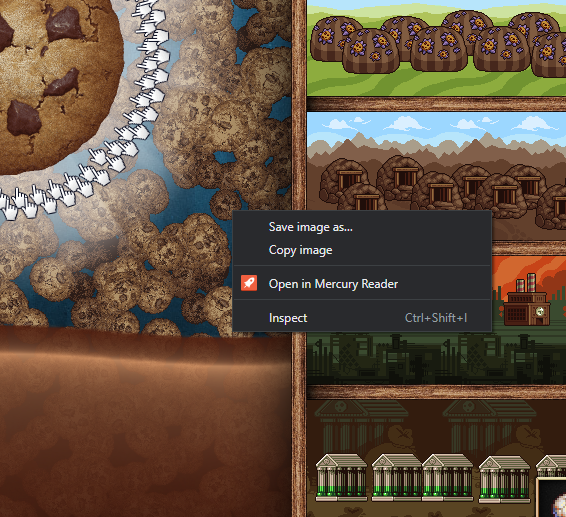 Save image as...
Copy image
Open in Mercury Reader
Inspect Ctrl+Shift+I